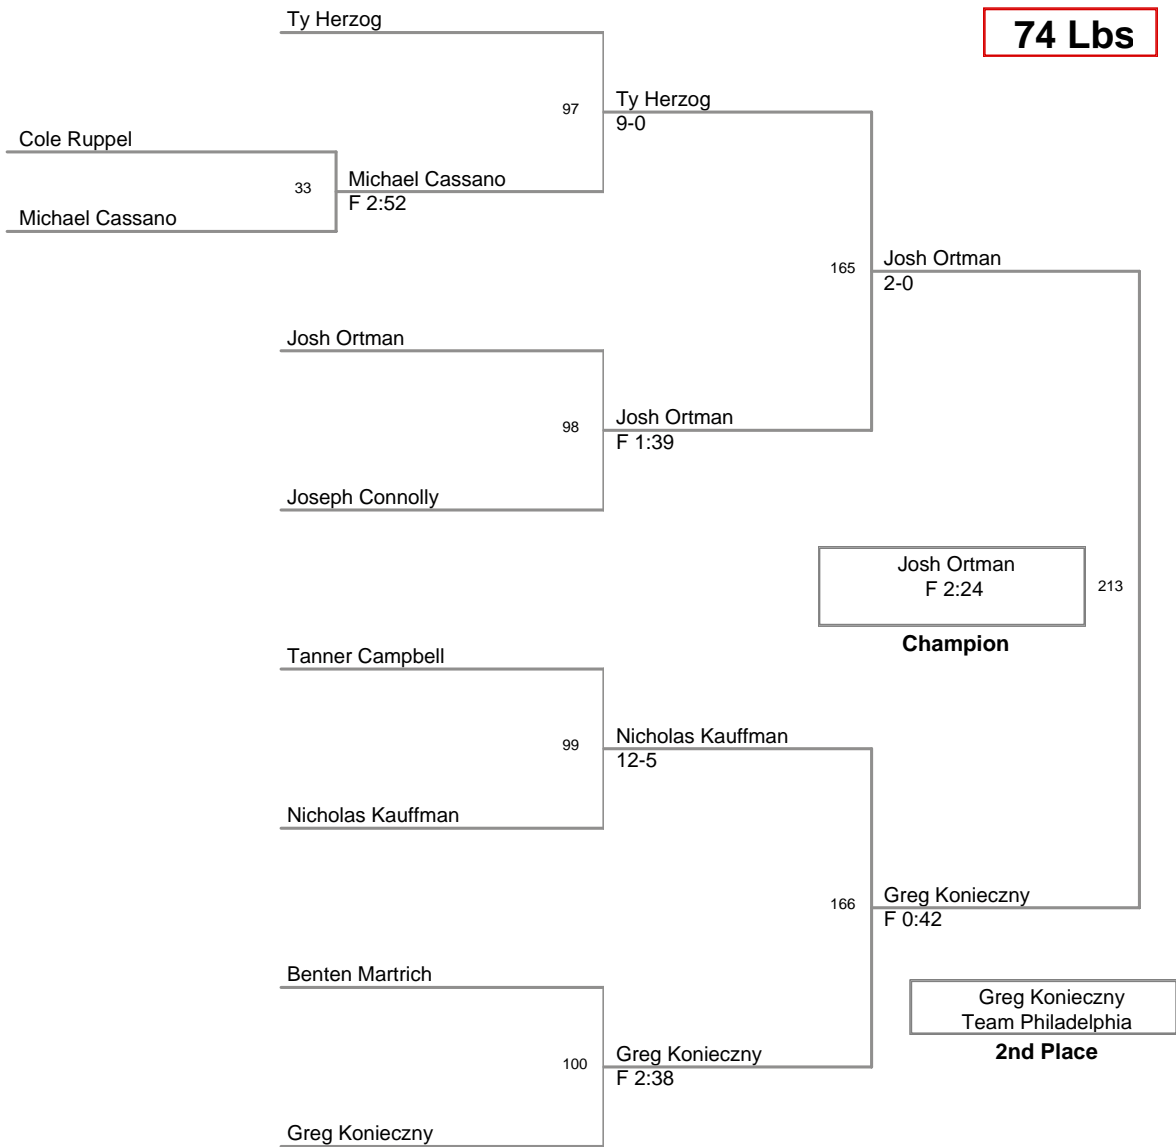 Ty Herzog
74 Lbs
97
Ty Herzog
9-0
Cole Ruppel
33
Michael Cassano
F 2:52
Michael Cassano
165
Josh Ortman
2-0
Josh Ortman
98
Josh Ortman
F 1:39
Joseph Connolly
Josh Ortman
F 2:24
213
Champion
Tanner Campbell
99
Nicholas Kauffman
12-5
Nicholas Kauffman
166
Greg Konieczny
F 0:42
Benten Martrich
Greg Konieczny
Team Philadelphia
2nd Place
100
Greg Konieczny
F 2:38
Greg Konieczny